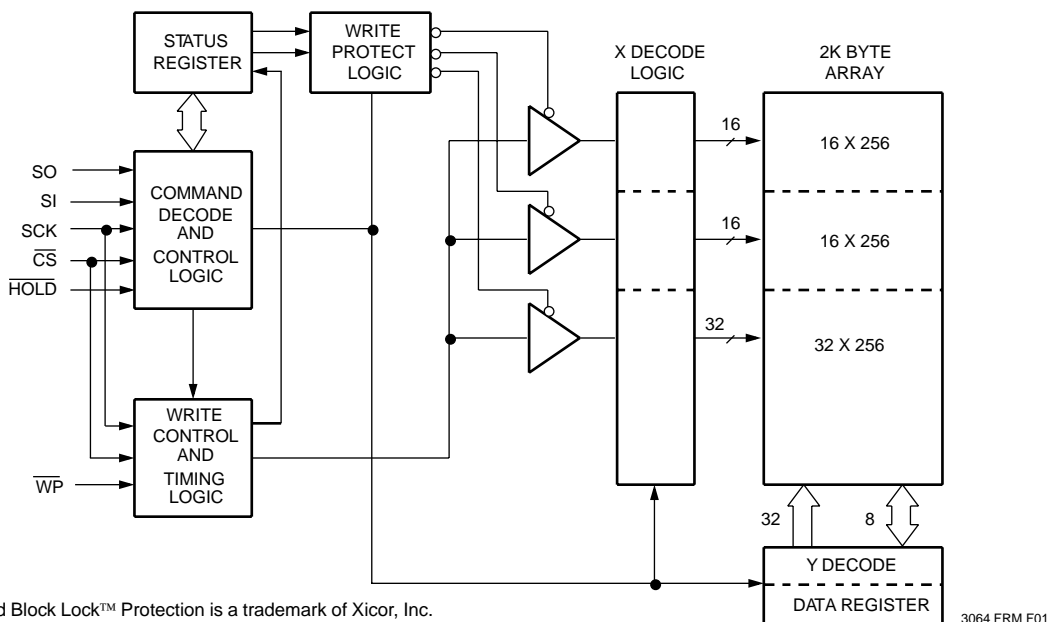 STATUS
REGISTER
WRITE
PROTECT
LOGIC
X DECODE
LOGIC
2K BYTE
ARRAY
SO
SI
SCK
CS
HOLD
COMMAND
DECODE
AND
CONTROL
LOGIC
16
16 X 256
16
16 X 256
32
32 X 256
WP
WRITE
CONTROL
AND
TIMING
LOGIC
32
8
Y DECODE
DATA REGISTER
d Block Lock™ Protection is a trademark of Xicor, Inc.
3064 FRM F01